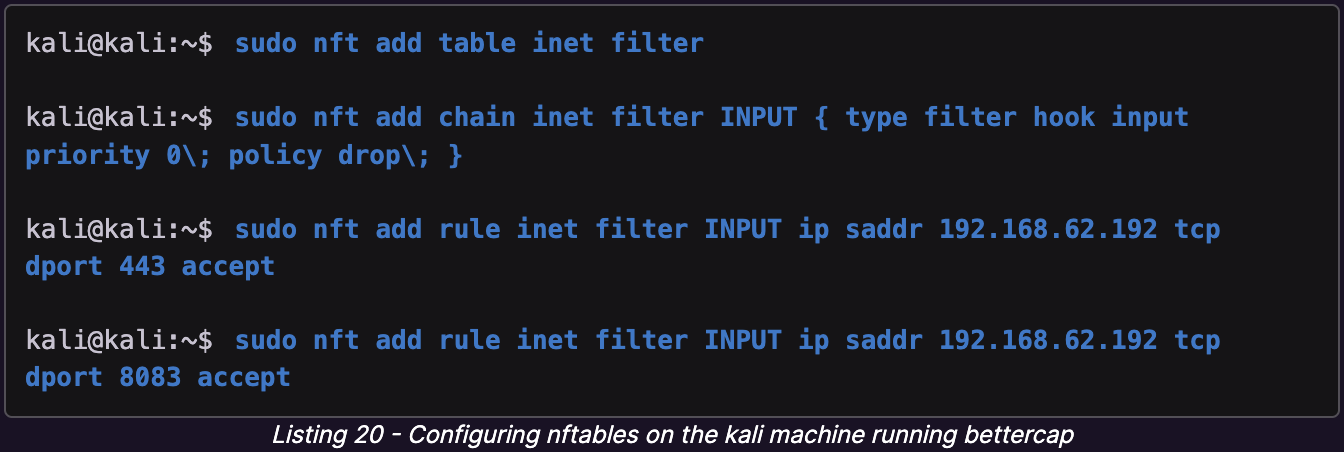 kali@kali:~$ sudo nft add table inet filter
kali@kali:~$ sudo nft add chain inet filter INPUT { type filter hook input
priority 0\; policy drop\; }
kali@kali:~$ sudo nft add rule inet filter INPUT ip saddr 192.168.62.192 tcp
dport 443 accept
kali@kali:~$ sudo nft add rule inet filter INPUT ip saddr 192.168.62.192 tcp
dport 8083 accept
Listing 20 - Configuring nftables on the kali machine running bettercap